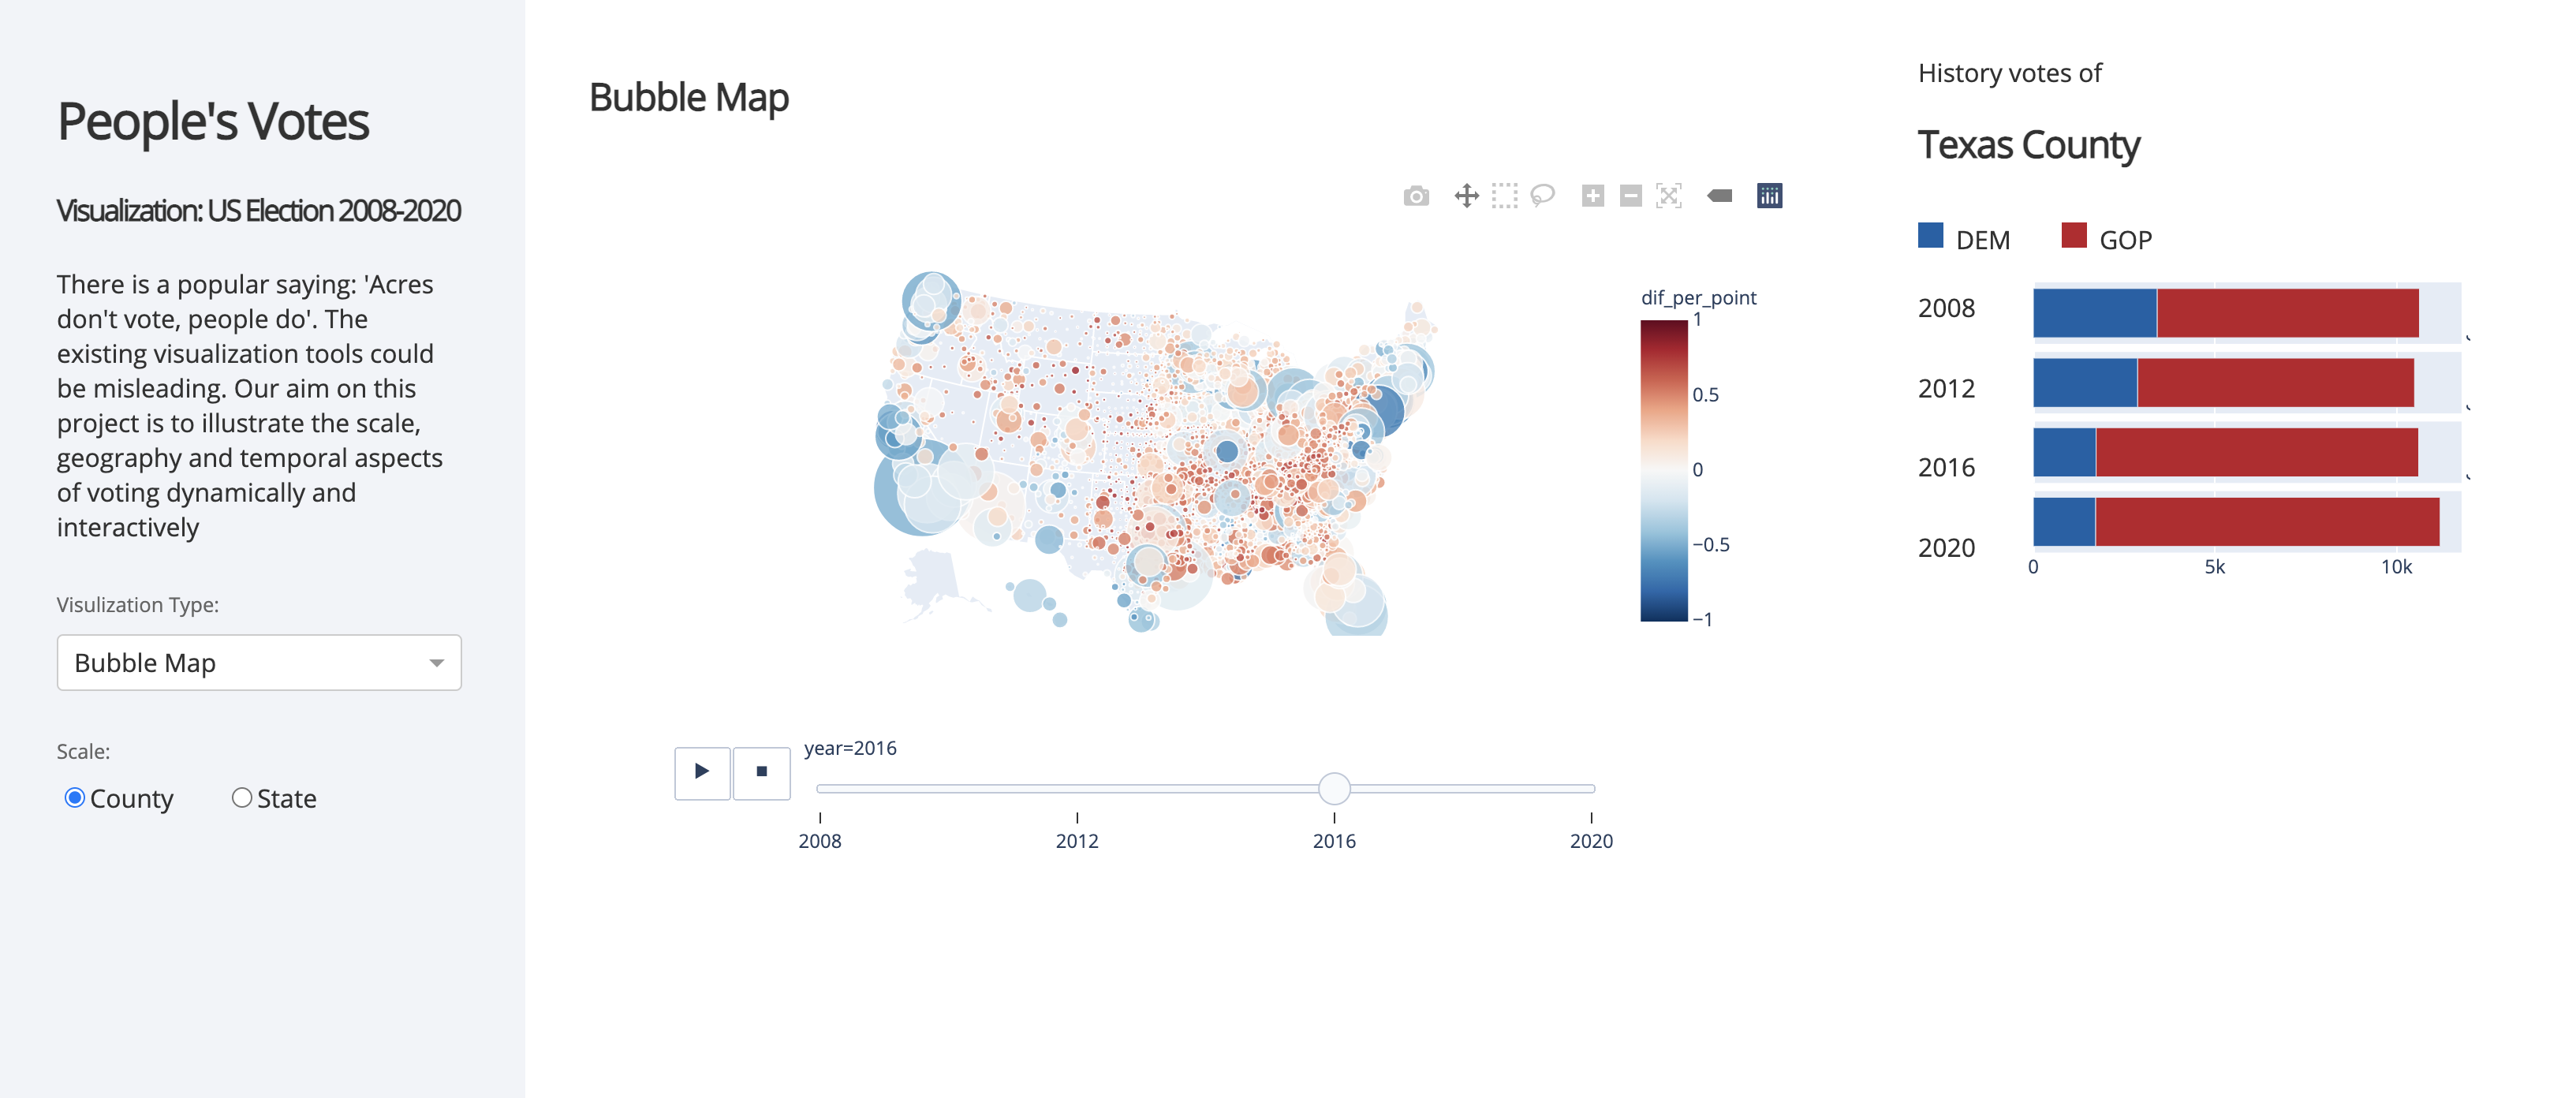 People's Votes
Visualization: US Election 2008-2020
There is a popular saying: 'Acres
don't vote, people do'. The
existing visualization tools could
be misleading. Our aim on this
project is to illustrate the scale,
geography and temporal aspects
of voting dynamically and
interactively
Visulization Type:
Bubble Map
Scale:
County
State
Bubble Map
dif_per_point
1
0.5
0
−0.5
−1
year=2016
2008
2012
2016
2020
History votes of
Texas County
DEM
GOP
2008
2012
2016
2020
0
5k
10k